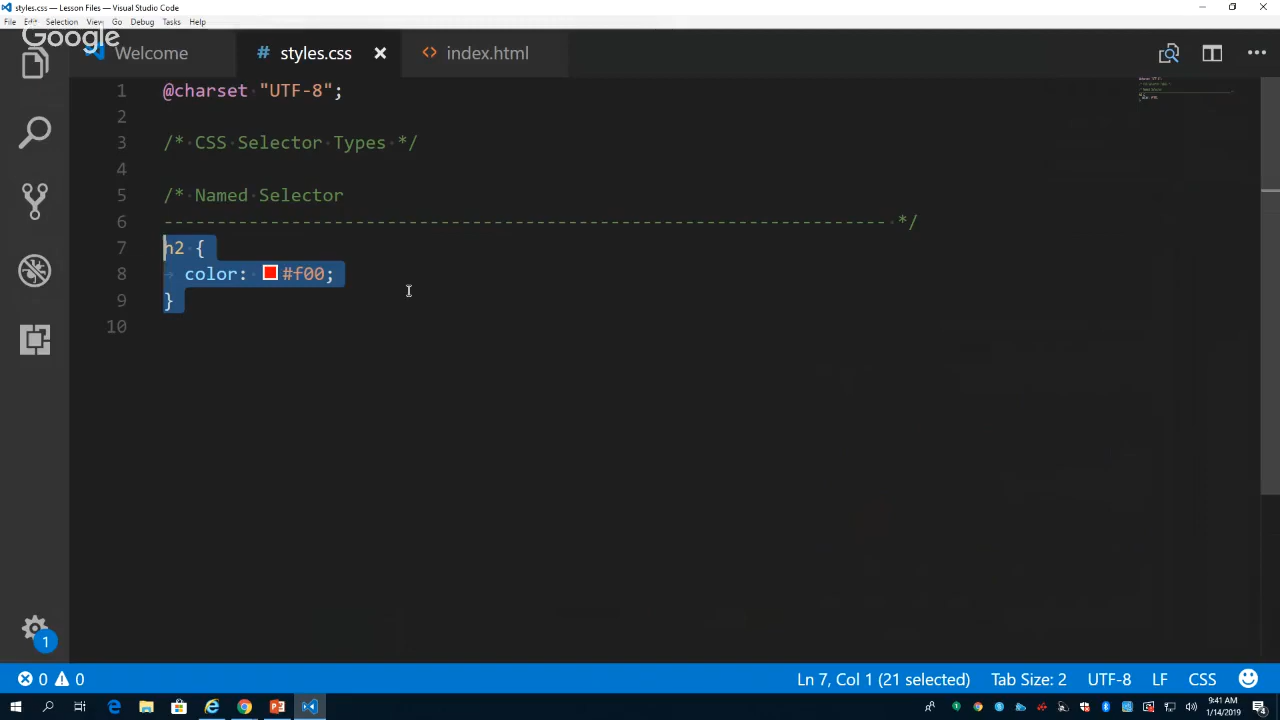 styles.css — Lesson Files — Visual Studio Code
File Edit Selection View Go Debug Tasks Help
Google
Welcome
# styles.css
<> index.html
1 @charset "UTF-8";
2
3 /* CSS Selector Types */
4
5 /* Named Selector
6 -------------------------------------------------------------------- */
7 h2 {
8 color: #f00;
9 }
10
1
0 0 Ln 7, Col 1 (21 selected) Tab Size: 2 UTF-8 LF CSS
9:41 AM
1/14/2019
4